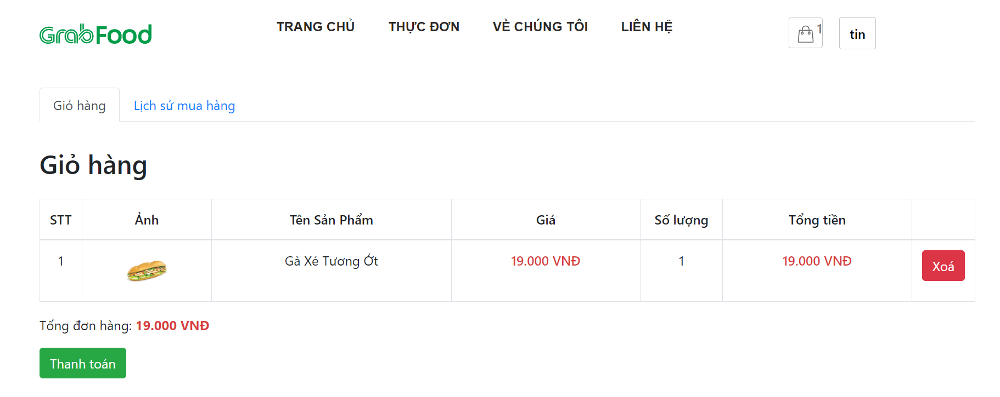 GrabFood
TRANG CHỦ THỰC ĐƠN VỀ CHÚNG TÔI LIÊN HỆ
1
tin
Giỏ hàng Lịch sử mua hàng
Giỏ hàng
STT Ảnh Tên Sản Phẩm Giá Số lượng Tổng tiền
1 Gà Xé Tương Ớt 19.000 VNĐ 1 19.000 VNĐ Xoá
Tổng đơn hàng: 19.000 VNĐ
Thanh toán